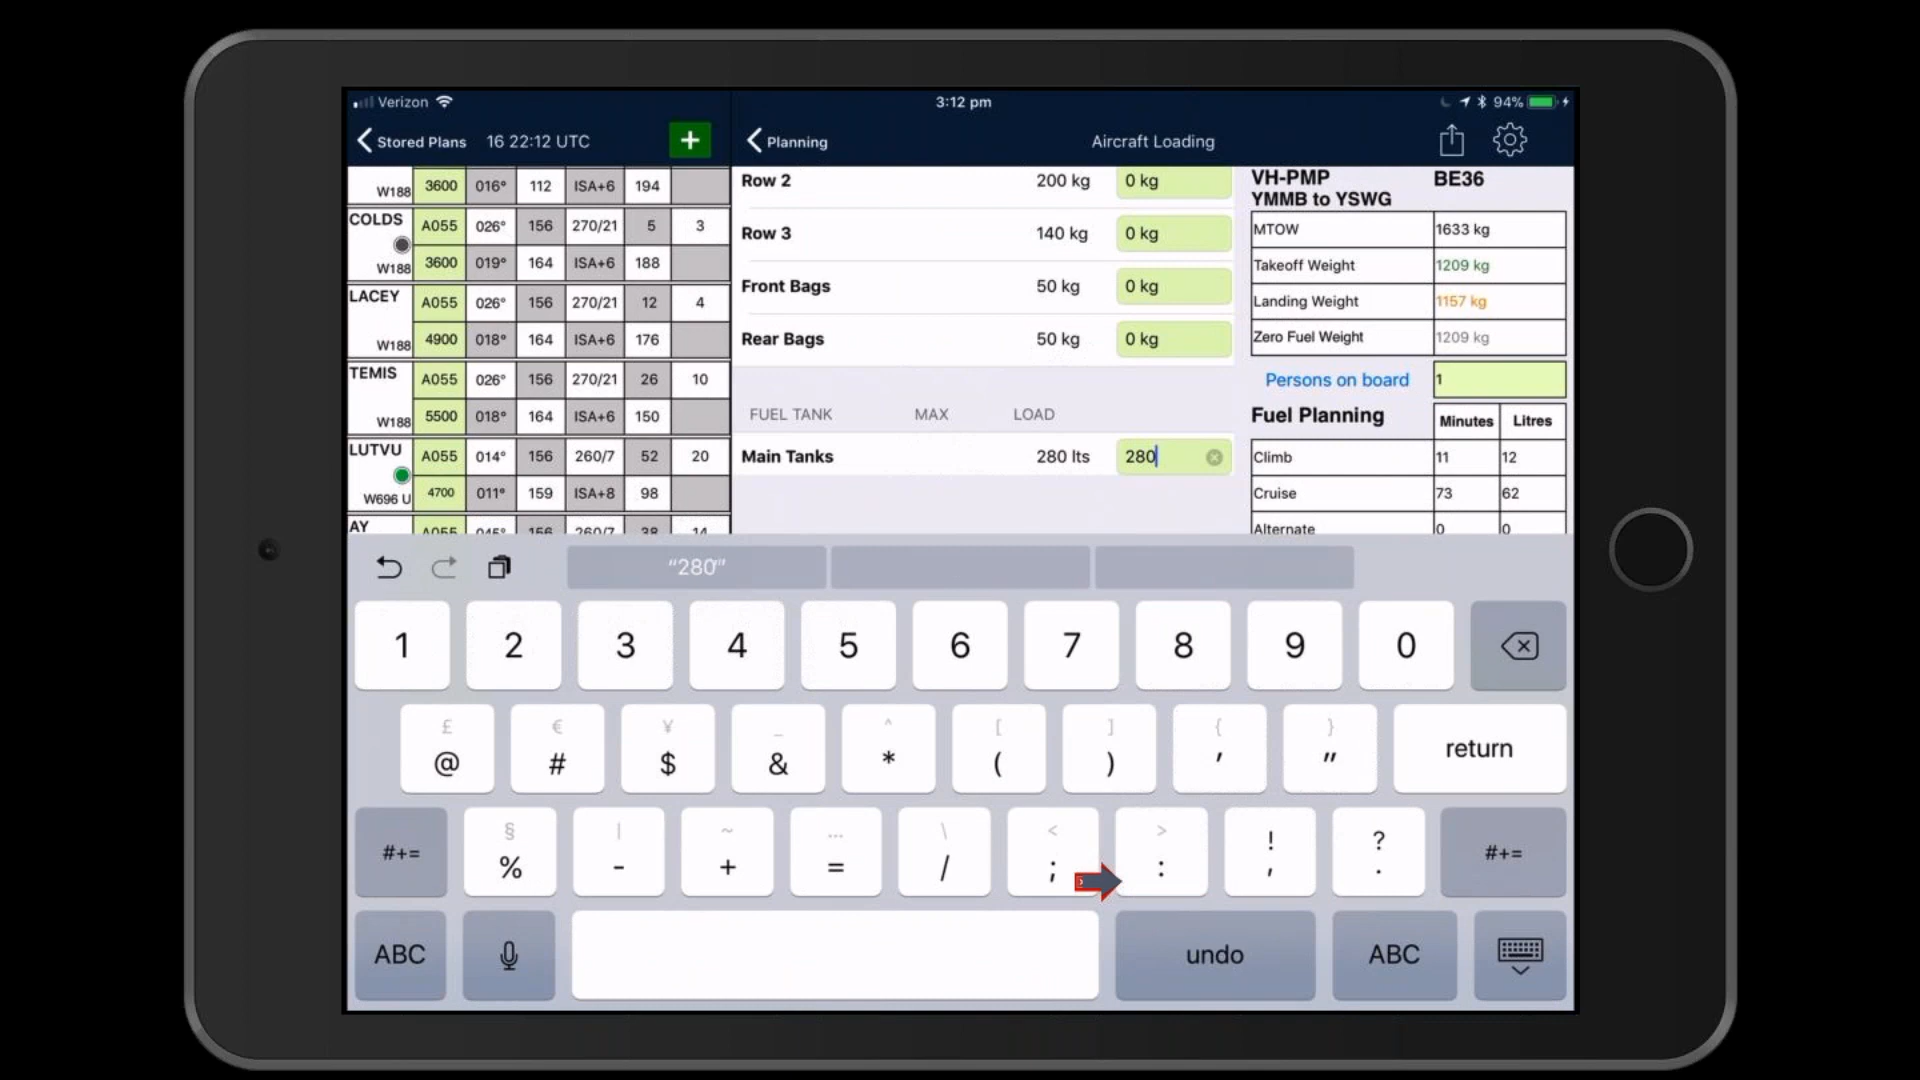 Verizon
3:12 pm
94%
Stored Plans 16 22:12 UTC +
Planning Aircraft Loading
W188 3600 016° 112 ISA+6 194
COLDS A055 026° 156 270/21 5 3
W188 3600 019° 164 ISA+6 188
LACEY A055 026° 156 270/21 12 4
W188 4900 018° 164 ISA+6 176
TEMIS A055 026° 156 270/21 26 10
W188 5500 018° 164 ISA+6 150
LUTVU A055 014° 156 260/7 52 20
W696 U 4700 011° 159 ISA+8 98
AY A055 045° 156 260/7 38 14
Row 2 200 kg 0 kg
Row 3 140 kg 0 kg
Front Bags 50 kg 0 kg
Rear Bags 50 kg 0 kg
FUEL TANK MAX LOAD
Main Tanks 280 lts 280
VH-PMP BE36
YMMB to YSWG
MTOW 1633 kg
Takeoff Weight 1209 kg
Landing Weight 1157 kg
Zero Fuel Weight 1209 kg
Persons on board 1
Fuel Planning Minutes Litres
Climb 11 12
Cruise 73 62
Alternate 0 0
“280”
1 2 3 4 5 6 7 8 9 0
£ € ¥ _ ^ [ ] { }
@ # $ & * ( ) ' " return
§ | ~ … \ < > ! ?
#+= % - + = / ; : , . #+=
ABC undo ABC